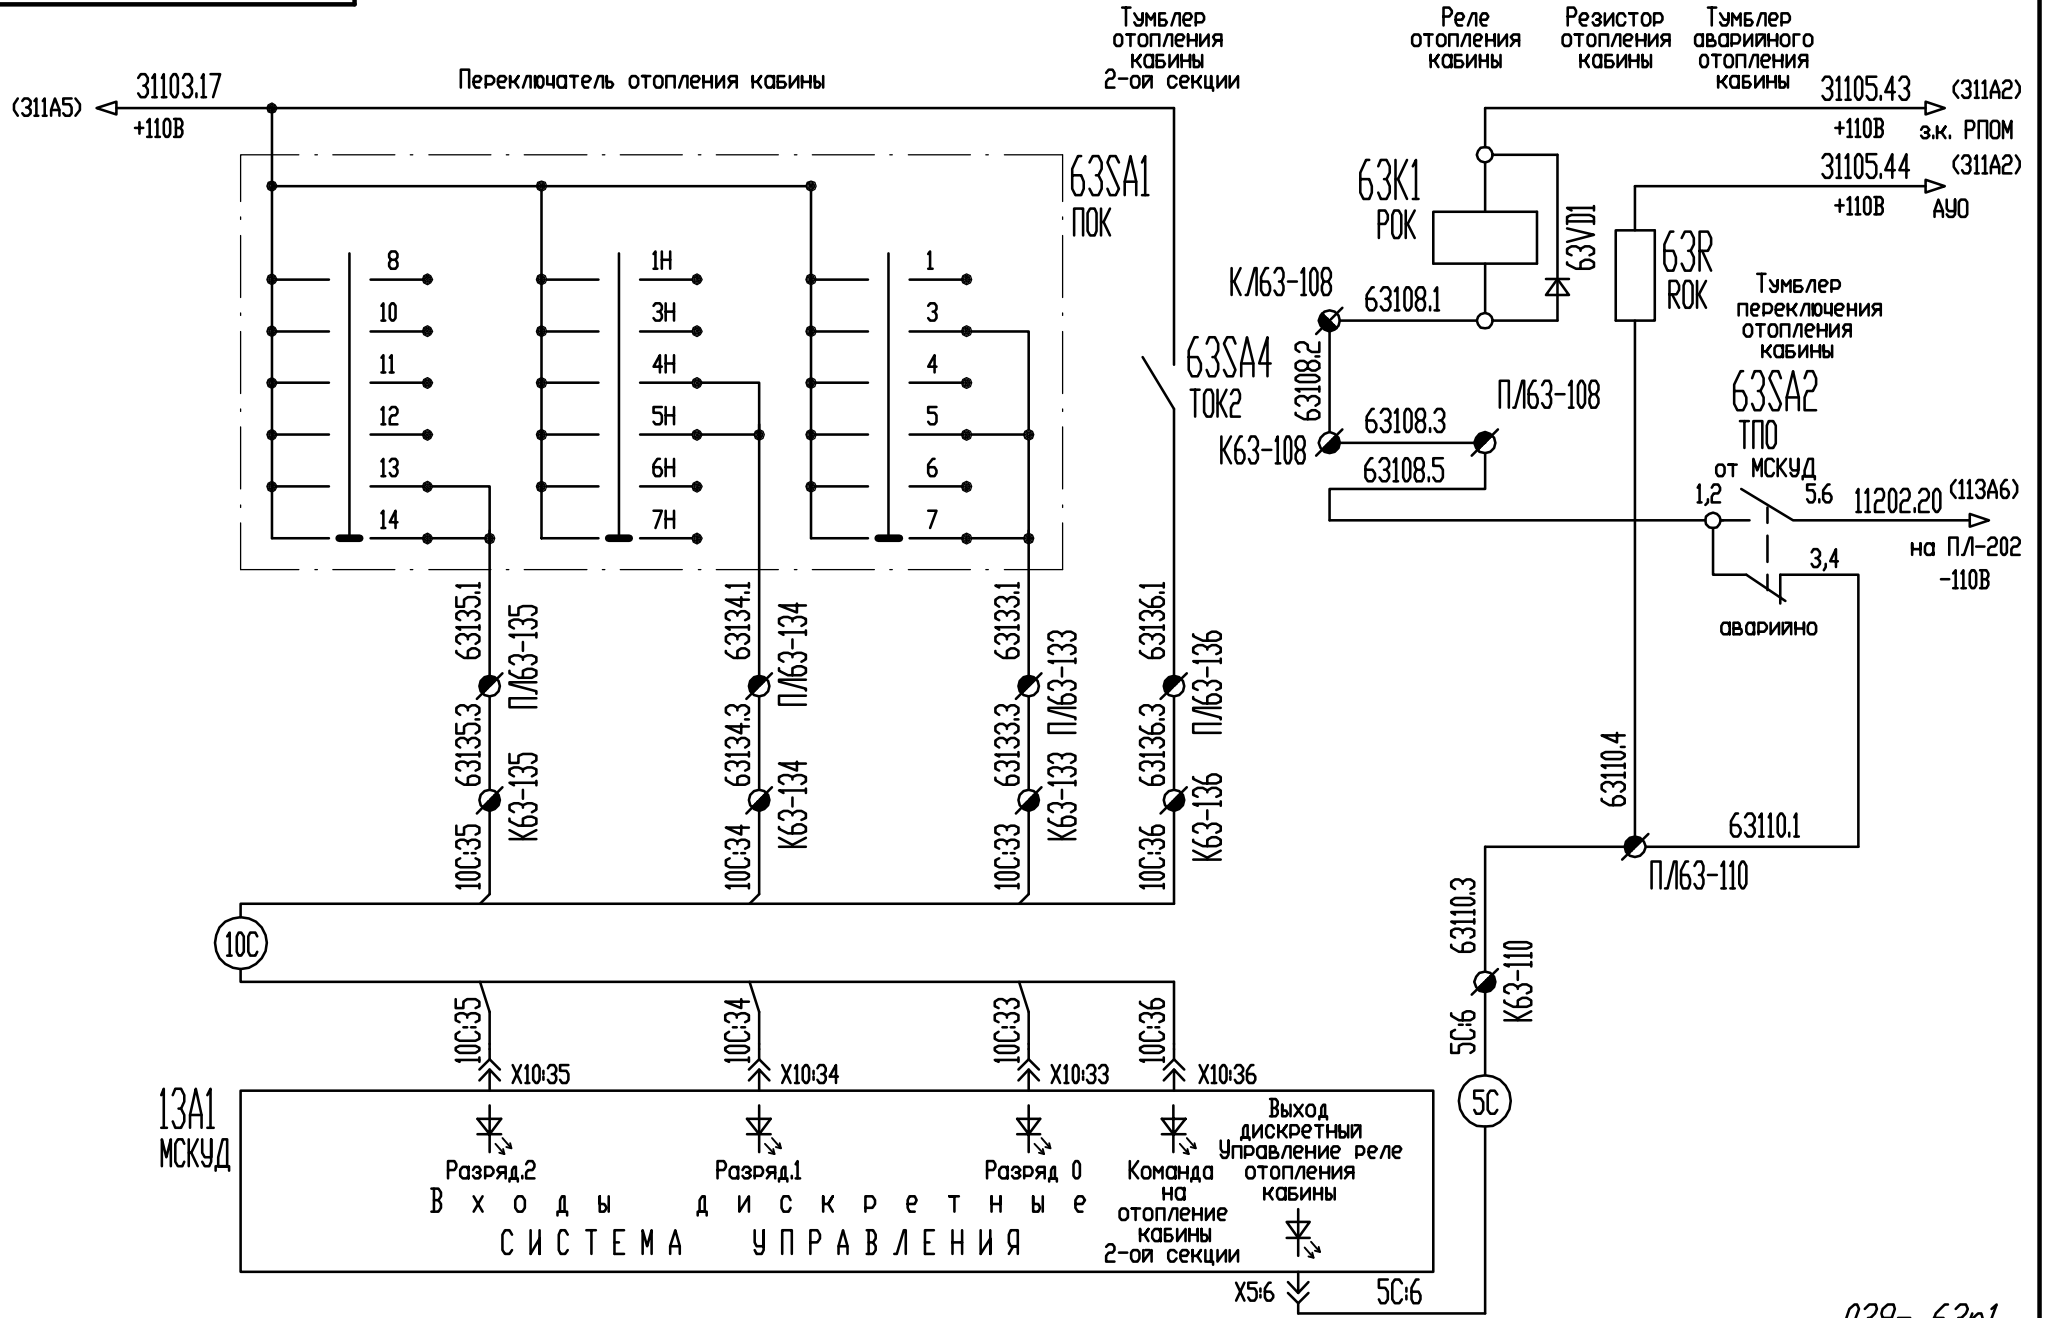 Тумблер
отопления
кабины
2-ой секции
Реле
отопления
кабины
Резистор
отопления
кабины
Тумблер
аварийного
отопления
кабины
(311А5)
31103.17
+110В
Переключатель отопления кабины
31105.43
(311А2)
+110В
з.к. РПОМ
31105.44
(311А2)
+110В
АУО
63SA1
ПОК
63К1
РОК
63VD1
63R
ROK
8
10
11
12
13
14
1Н
3Н
4Н
5Н
6Н
7Н
1
3
4
5
6
7
63SA4
ТОК2
КЛ63-108
63108.1
63108.2
К63-108
63108.3
63108.5
ПЛ63-108
Тумблер
переключения
отопления
кабины
63SA2
ТПО
от МСКУД
1,2
5.6
11202.20
(113А6)
на ПЛ-202
-110В
3,4
аварийно
63135.1
ПЛ63-135
63135.3
К63-135
10С:35
63134.1
ПЛ63-134
63134.3
К63-134
10С:34
63133.1
ПЛ63-133
63133.3
К63-133
10С:33
63136.1
ПЛ63-136
63136.3
К63-136
10С:36
63110.4
63110.1
ПЛ63-110
63110.3
К63-110
5С:6
10С
10С:35
10С:34
10С:33
10С:36
Х10:35
Х10:34
Х10:33
Х10:36
5С
13А1
МСКУД
Разряд.2
Разряд.1
Разряд 0
Команда
на
отопление
кабины
2-ой секции
Выход
дискретный
Управление реле
отопления
кабины
Входы дискретные
СИСТЕМА УПРАВЛЕНИЯ
Х5:6
5С:6